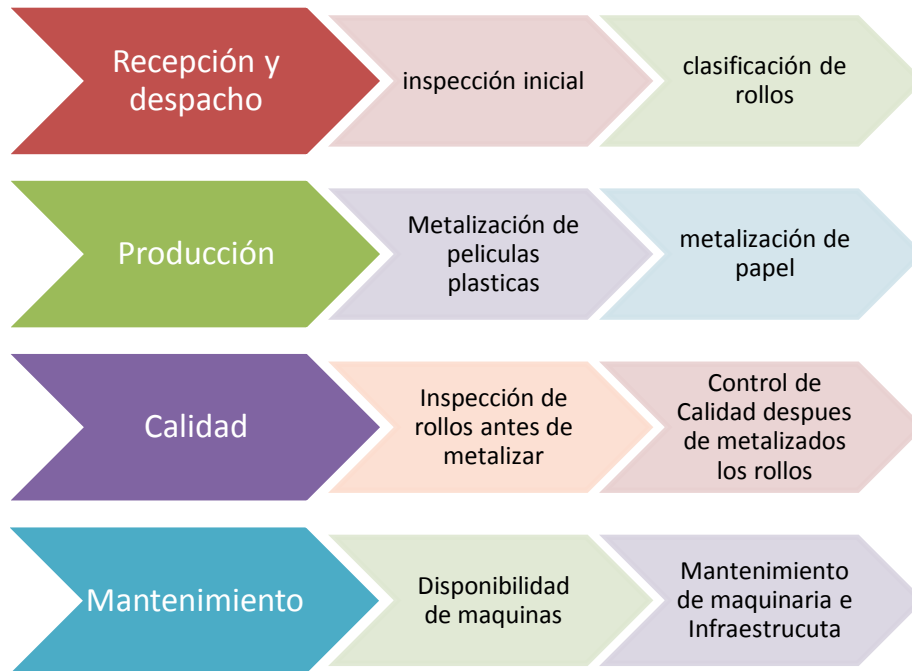 Recepción y
despacho
inspección inicial
clasificación de
rollos
Producción
Metalización de
peliculas
plasticas
metalización de
papel
Calidad
Inspección de
rollos antes de
metalizar
Control de
Calidad despues
de metalizados
los rollos
Mantenimiento
Disponibilidad
de maquinas
Mantenimiento
de maquinaria e
Infraestrucuta